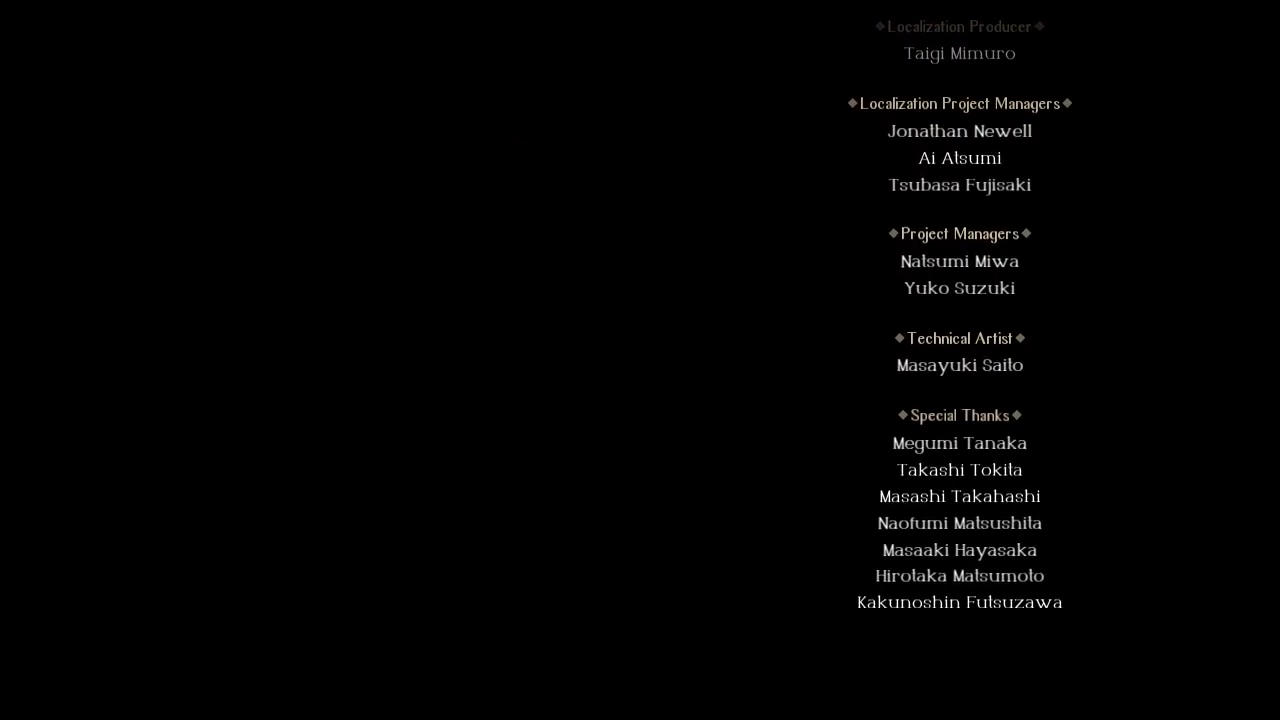 ◆Localization Producer◆
Taigi Mimuro
◆Localization Project Managers◆
Jonathan Newell
Ai Atsumi
Tsubasa Fujisaki
◆Project Managers◆
Natsumi Miwa
Yuko Suzuki
◆Technical Artist◆
Masayuki Saito
◆Special Thanks◆
Megumi Tanaka
Takashi Tokita
Masashi Takahashi
Naofumi Matsushita
Masaaki Hayasaka
Hirotaka Matsumoto
Kakunoshin Futsuzawa